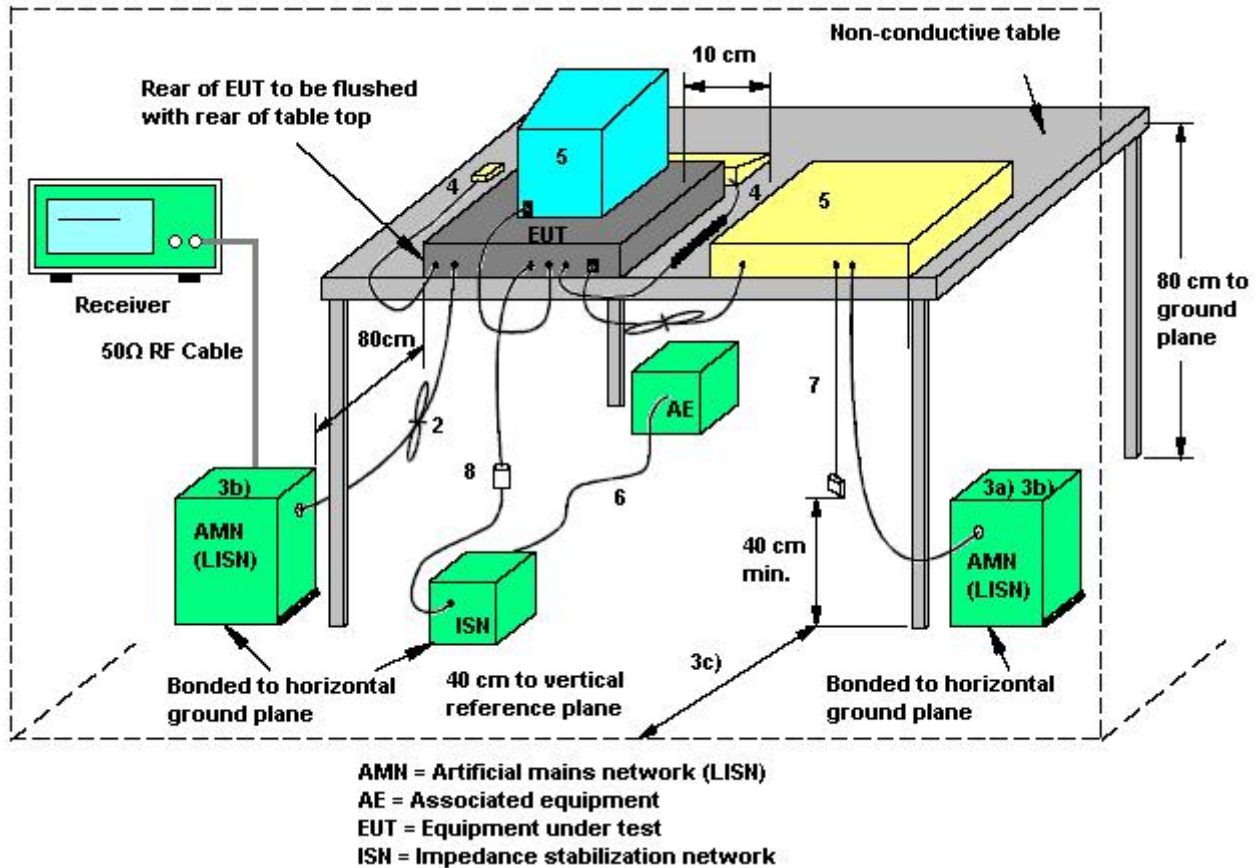 Non-conductive table
10 cm
Rear of EUT to be flushed
with rear of table top
5
4
4
5
EUT
Receiver
80 cm to
ground
plane
50Ω RF Cable
80cm
7
AE
2
8
6
3b)
AMN
(LISN)
3a) 3b)
AMN
(LISN)
40 cm
min.
ISN
3c)
Bonded to horizontal
ground plane
40 cm to vertical
reference plane
Bonded to horizontal
ground plane
AMN = Artificial mains network (LISN)
AE = Associated equipment
EUT = Equipment under test
ISN = Impedance stabilization network